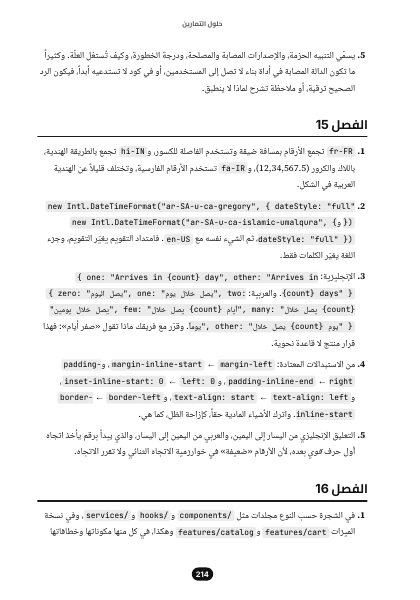 حلول التمارين
5. يسمّي التنبيه الحزمة، والإصدارات المصابة والمصلحة، ودرجة الخطورة، وكيف تُستغل العلّة. وكثيراً
ما تكون الدالة المصابة في أداة بناء لا تصل إلى المستخدمين، أو في كود لا تستدعيه أبداً، فيكون الرد
الصحيح ترقية، أو ملاحظة تشرح لماذا لا ينطبق.
الفصل 15
1. fr-FR تجمع الأرقام بمسافة ضيقة وتستخدم الفاصلة للكسور، و hi-IN تجمع بالطريقة الهندية،
باللاك والكرور (12,34,567.5)، و fa-IR تستخدم الأرقام الفارسية، وتختلف قليلاً عن الهندية
العربية في الشكل.
2. new Intl.DateTimeFormat("ar-SA-u-ca-gregory", { dateStyle: "full"
}) و new Intl.DateTimeFormat("ar-SA-u-ca-islamic-umalqura", {
dateStyle: "full" })، ثم الشيء نفسه مع en-US . فامتداد التقويم يغيّر التقويم، وجزء
اللغة يغيّر الكلمات فقط.
3. الإنجليزية: { one: "Arrives in {count} day", other: "Arrives in
{count} days" }. والعربية: { zero: "يصل اليوم", one: "يصل خلال يوم", two:
"يصل خلال يومين", few: "يصل خلال {count} أيام", many: "يصل خلال {count}
يوماً", other: "يصل خلال {count} يوم" }. وقرّر مع فريقك ماذا تقول «صفر أيام»: فهذا
قرار منتج لا قاعدة نحوية.
4. من الاستبدالات المعتادة: margin-left ← margin-inline-start، و padding-
right ← padding-inline-end، و left: 0 ← inset-inline-start: 0،
و text-align: left ← text-align: start، و border-left ← border-
inline-start. واترك الأشياء المادية حقاً، كإزاحة الظل، كما هي.
5. التعليق الإنجليزي من اليسار إلى اليمين، والعربي من اليمين إلى اليسار، والذي يبدأ برقم يأخذ اتجاه
أول حرف قوي بعده، لأن الأرقام «ضعيفة» في خوارزمية الاتجاه الثنائي ولا تقرر الاتجاه.
الفصل 16
1. في الشجرة حسب النوع مجلدات مثل components/ و hooks/ و services/ ، وفي نسخة
الميزات features/cart و features/catalog وهكذا، في كل منها مكوناتها وخطافاتها
214